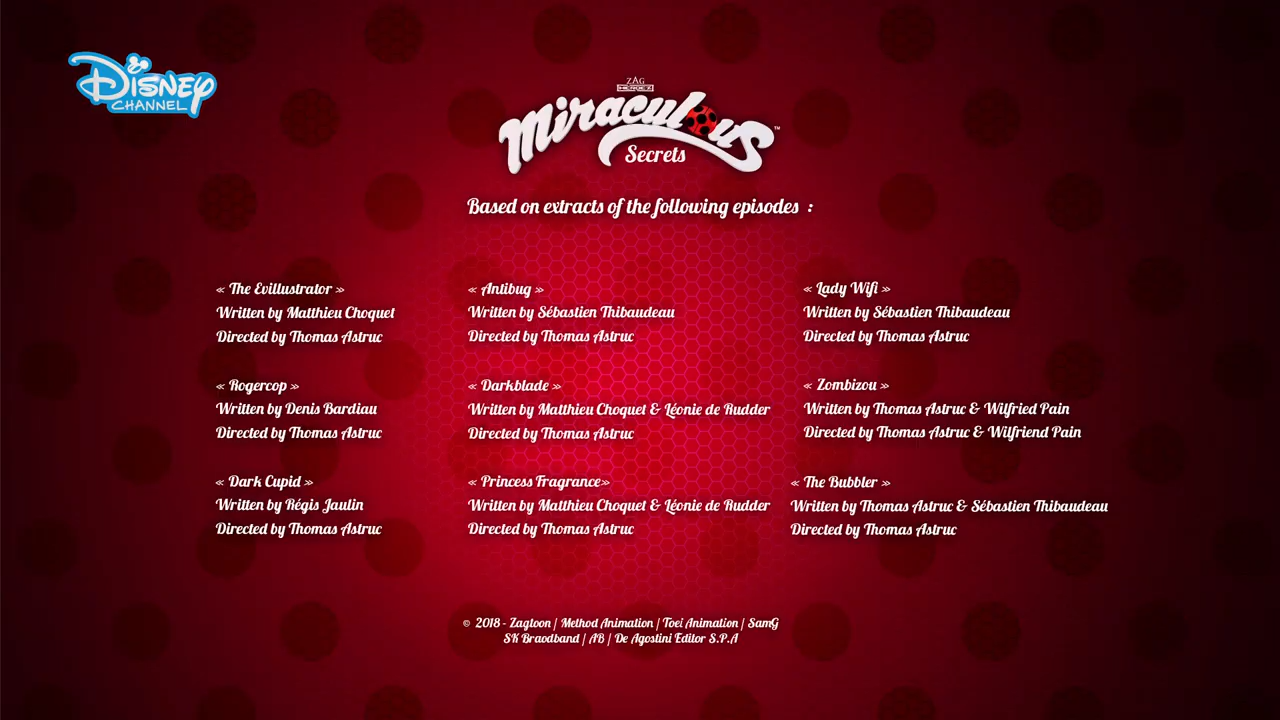 Disney
CHANNEL
ZAG
HEROEZ
Miraculous™
Secrets
Based on extracts of the following episodes :
« The Evillustrator »
Written by Matthieu Choquet
Directed by Thomas Astruc
« Antibug »
Written by Sébastien Thibaudeau
Directed by Thomas Astruc
« Lady Wifi »
Written by Sébastien Thibaudeau
Directed by Thomas Astruc
« Rogercop »
Written by Denis Bardiau
Directed by Thomas Astruc
« Darkblade »
Written by Matthieu Choquet & Léonie de Rudder
Directed by Thomas Astruc
« Zombizou »
Written by Thomas Astruc & Wilfried Pain
Directed by Thomas Astruc & Wilfriend Pain
« Dark Cupid »
Written by Régis Jaulin
Directed by Thomas Astruc
« Princess Fragrance»
Written by Matthieu Choquet & Léonie de Rudder
Directed by Thomas Astruc
« The Bubbler »
Written by Thomas Astruc & Sébastien Thibaudeau
Directed by Thomas Astruc
© 2018 - Zagtoon / Method Animation / Toei Animation / SamG
SK Braodband / AB / De Agostini Editor S.P.A